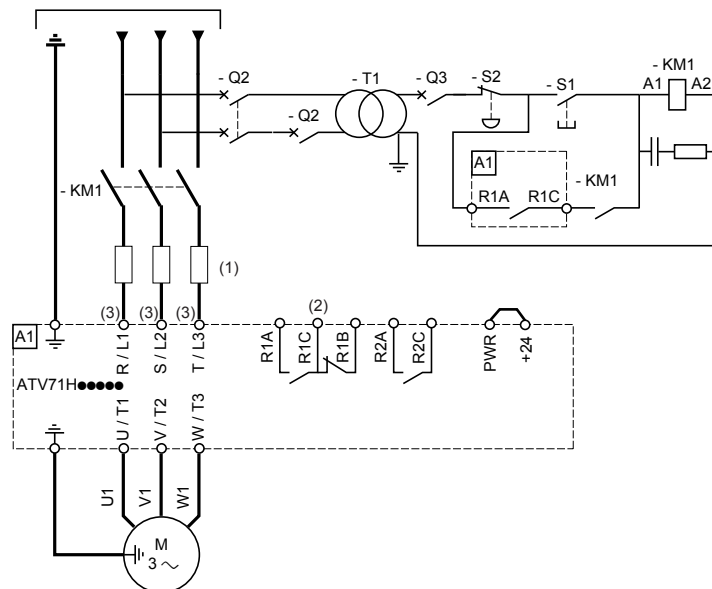 - Q2
- T1
- Q3
- S2
- S1
- KM1
A1
A2
- Q2
A1
R1A
R1C
- KM1
- KM1
(1)
(3)
(3)
(3)
(2)
A1
R / L1
S / L2
T / L3
R1A
R1C
R1B
R2A
R2C
PWR
+24
ATV71H●●●●●
U / T1
V / T2
W / T3
U1
V1
W1
M
3 ~